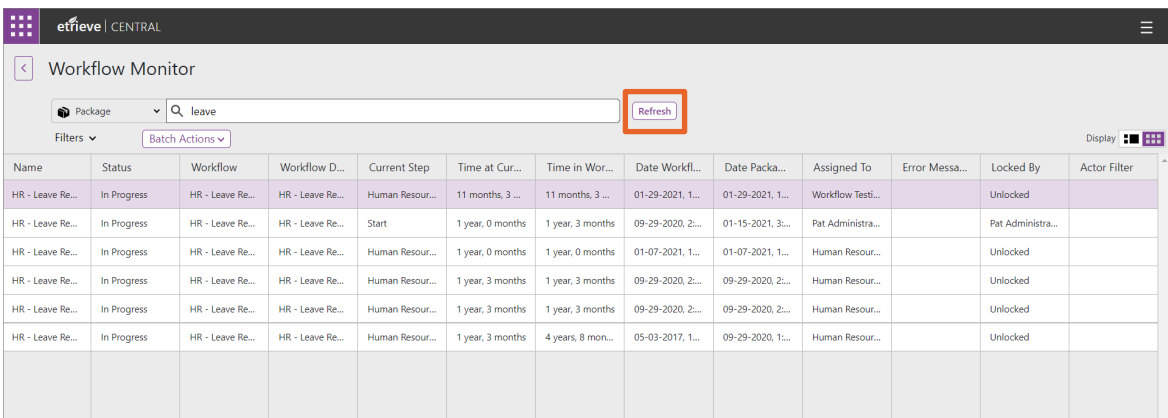 etrieve | CENTRAL
Workflow Monitor
Package leave Refresh
Filters Batch Actions Display
Name Status Workflow Workflow D... Current Step Time at Cur... Time in Wor... Date Workfl... Date Packa... Assigned To Error Messa... Locked By Actor Filter
HR - Leave Re... In Progress HR - Leave Re... HR - Leave Re... Human Resour... 11 months, 3 ... 11 months, 3 ... 01-29-2021, 1... 01-29-2021, 1... Workflow Testi... Unlocked
HR - Leave Re... In Progress HR - Leave Re... HR - Leave Re... Start 1 year, 0 months 1 year, 3 months 09-29-2020, 2:... 01-15-2021, 3:... Pat Administra... Pat Administra...
HR - Leave Re... In Progress HR - Leave Re... HR - Leave Re... Human Resour... 1 year, 0 months 1 year, 0 months 01-07-2021, 1... 01-07-2021, 1... Human Resour... Unlocked
HR - Leave Re... In Progress HR - Leave Re... HR - Leave Re... Human Resour... 1 year, 3 months 1 year, 3 months 09-29-2020, 2:... 09-29-2020, 2:... Human Resour... Unlocked
HR - Leave Re... In Progress HR - Leave Re... HR - Leave Re... Human Resour... 1 year, 3 months 1 year, 3 months 09-29-2020, 2:... 09-29-2020, 2:... Human Resour... Unlocked
HR - Leave Re... In Progress HR - Leave Re... HR - Leave Re... Human Resour... 1 year, 3 months 4 years, 8 mon... 05-03-2017, 1... 09-29-2020, 1:... Human Resour... Unlocked